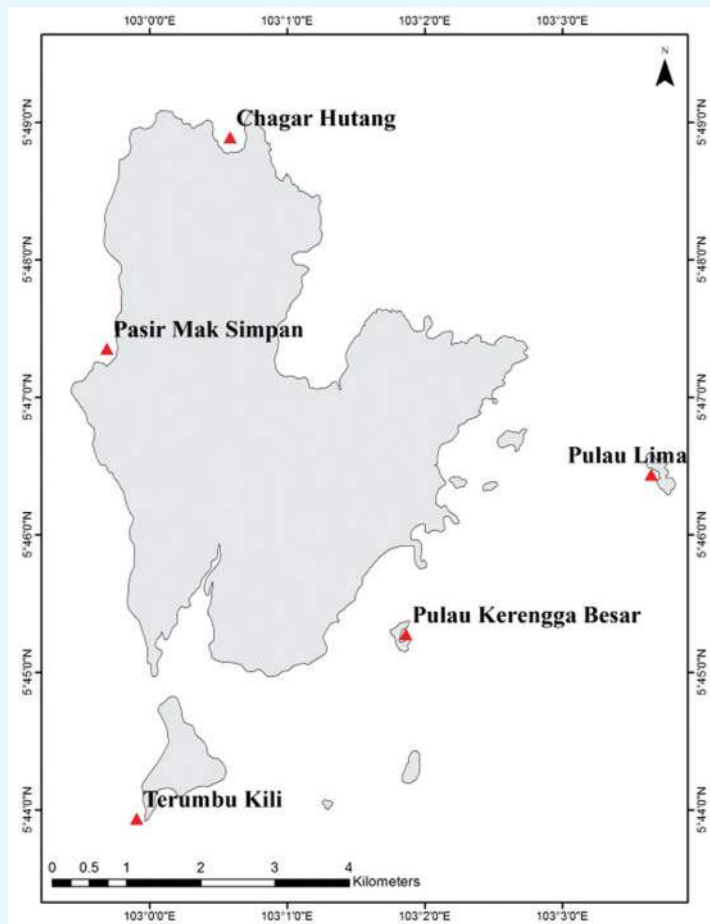 103°0'0"E 103°1'0"E 103°2'0"E 103°3'0"E
N
5°49'0"N
5°49'0"N
Chagar Hutang
5°48'0"N
5°48'0"N
Pasir Mak Simpan
5°47'0"N
5°47'0"N
Pulau Lima
5°46'0"N
5°46'0"N
Pulau Kerengga Besar
5°45'0"N
5°45'0"N
Terumbu Kili
5°44'0"N
5°44'0"N
0 0.5 1 2 3 4
Kilometers
103°0'0"E 103°1'0"E 103°2'0"E 103°3'0"E